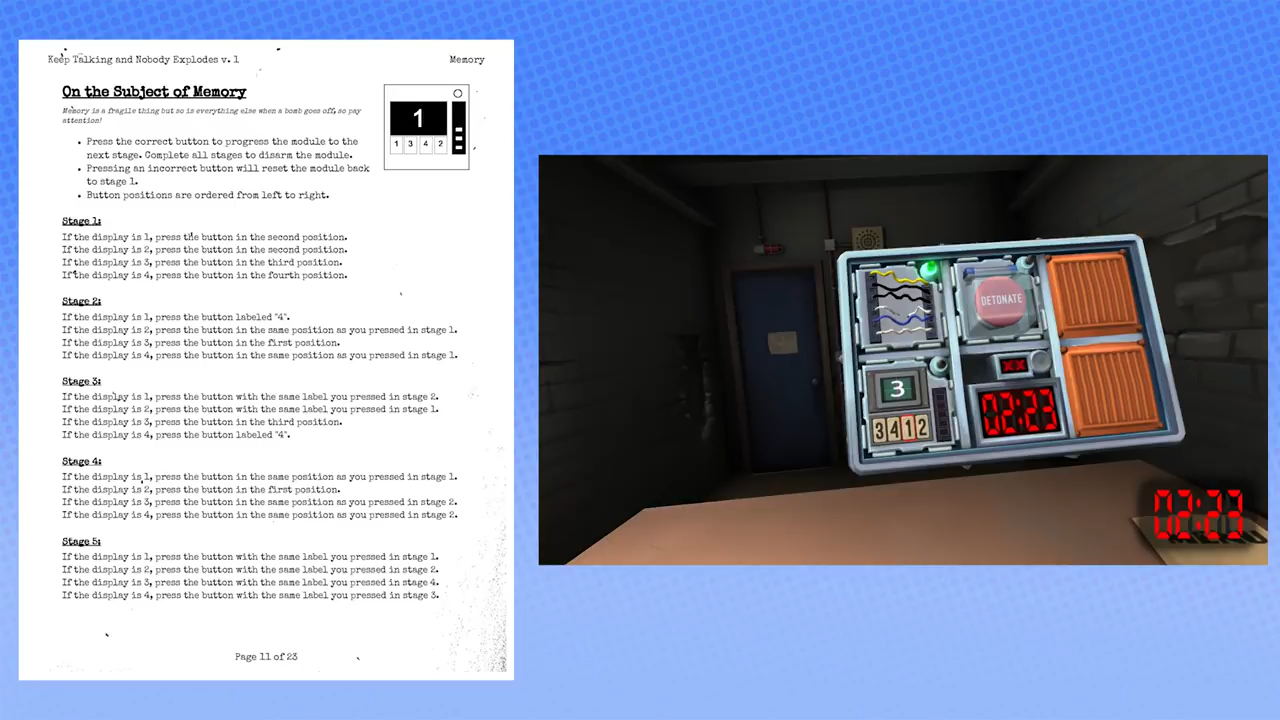 Keep Talking and Nobody Explodes v. 1
Memory
On the Subject of Memory
Memory is a fragile thing but so is everything else when a bomb goes off, so pay
attention!
1
1 3 4 2
• Press the correct button to progress the module to the
next stage. Complete all stages to disarm the module.
• Pressing an incorrect button will reset the module back
to stage 1.
• Button positions are ordered from left to right.
Stage 1:
If the display is 1, press the button in the second position.
If the display is 2, press the button in the second position.
If the display is 3, press the button in the third position.
If the display is 4, press the button in the fourth position.
Stage 2:
If the display is 1, press the button labeled "4".
If the display is 2, press the button in the same position as you pressed in stage 1.
If the display is 3, press the button in the first position.
If the display is 4, press the button in the same position as you pressed in stage 1.
Stage 3:
If the display is 1, press the button with the same label you pressed in stage 2.
If the display is 2, press the button with the same label you pressed in stage 1.
If the display is 3, press the button in the third position.
If the display is 4, press the button labeled "4".
Stage 4:
If the display is 1, press the button in the same position as you pressed in stage 1.
If the display is 2, press the button in the first position.
If the display is 3, press the button in the same position as you pressed in stage 2.
If the display is 4, press the button in the same position as you pressed in stage 2.
Stage 5:
If the display is 1, press the button with the same label you pressed in stage 1.
If the display is 2, press the button with the same label you pressed in stage 2.
If the display is 3, press the button with the same label you pressed in stage 4.
If the display is 4, press the button with the same label you pressed in stage 3.
Page 11 of 23
DETONATE
XX
3
3 4 1 2
02:23
02:23